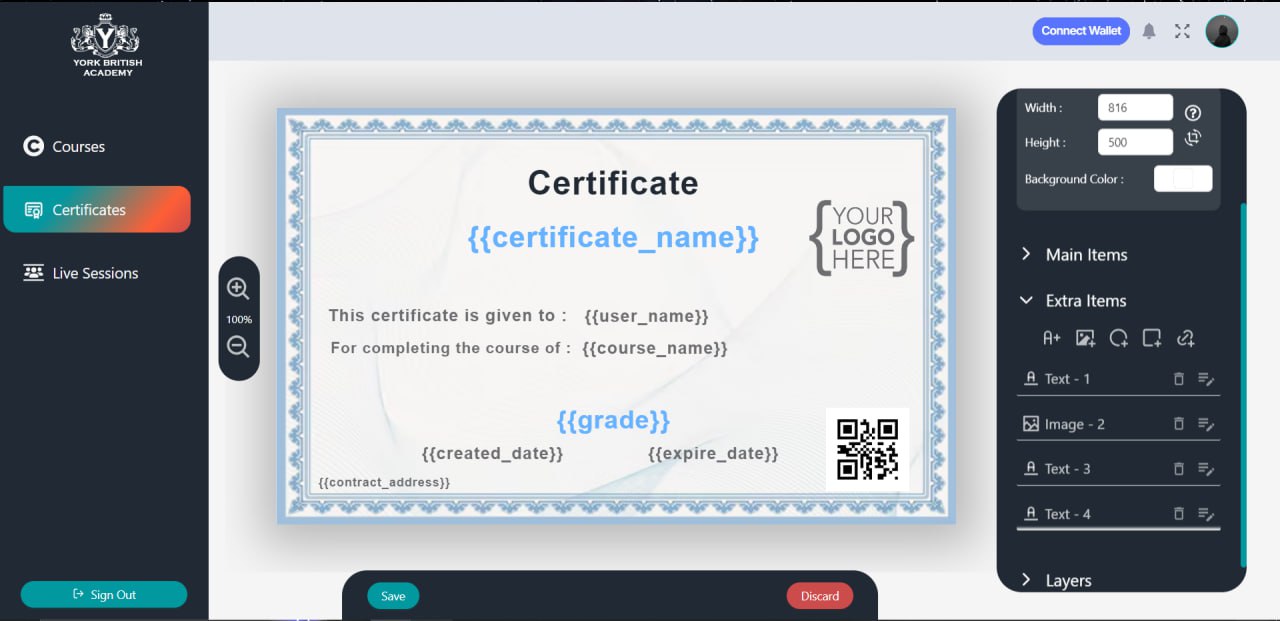 YORK BRITISH
ACADEMY
Courses
Certificates
Live Sessions
Sign Out
Connect Wallet
100%
Certificate
{{certificate_name}}
{YOUR
LOGO
HERE}
This certificate is given to : {{user_name}}
For completing the course of : {{course_name}}
{{grade}}
{{created_date}} {{expire_date}}
{{contract_address}}
Save
Discard
Width : 816
Height : 500
Background Color :
Main Items
Extra Items
A+
Text - 1
Image - 2
Text - 3
Text - 4
Layers